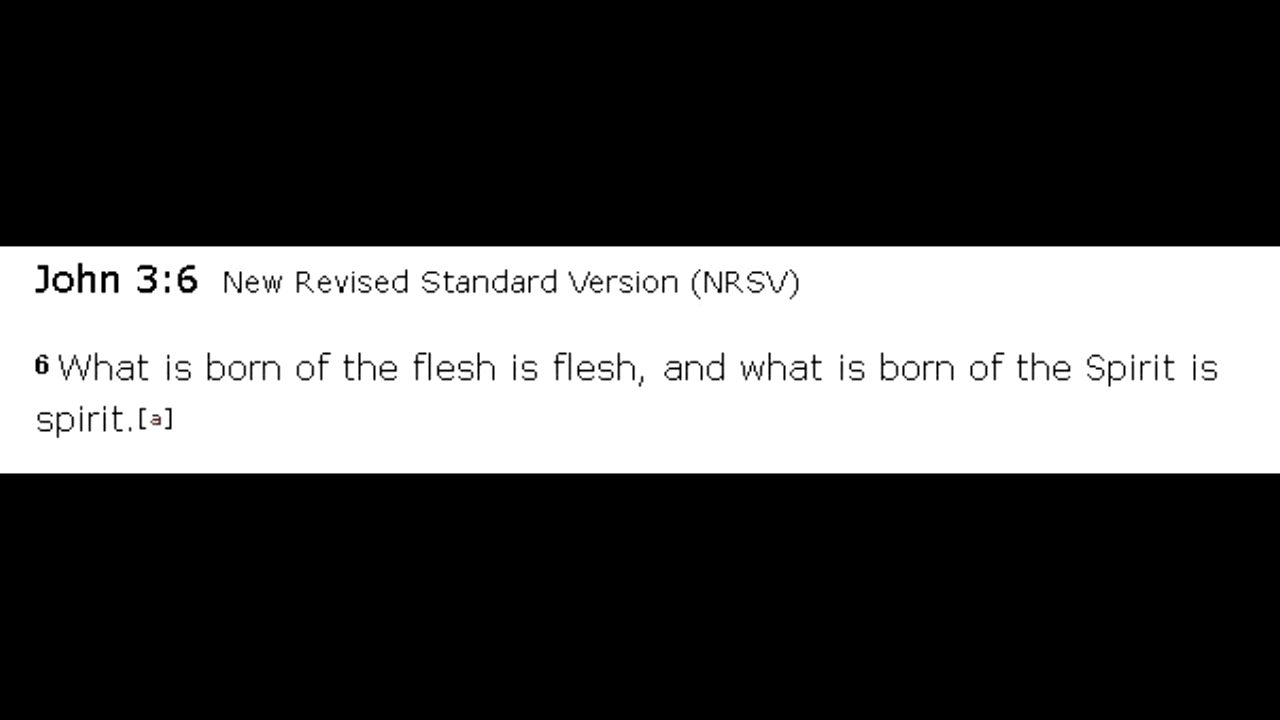 John 3:6 New Revised Standard Version (NRSV)
6 What is born of the flesh is flesh, and what is born of the Spirit is
spirit.[a]